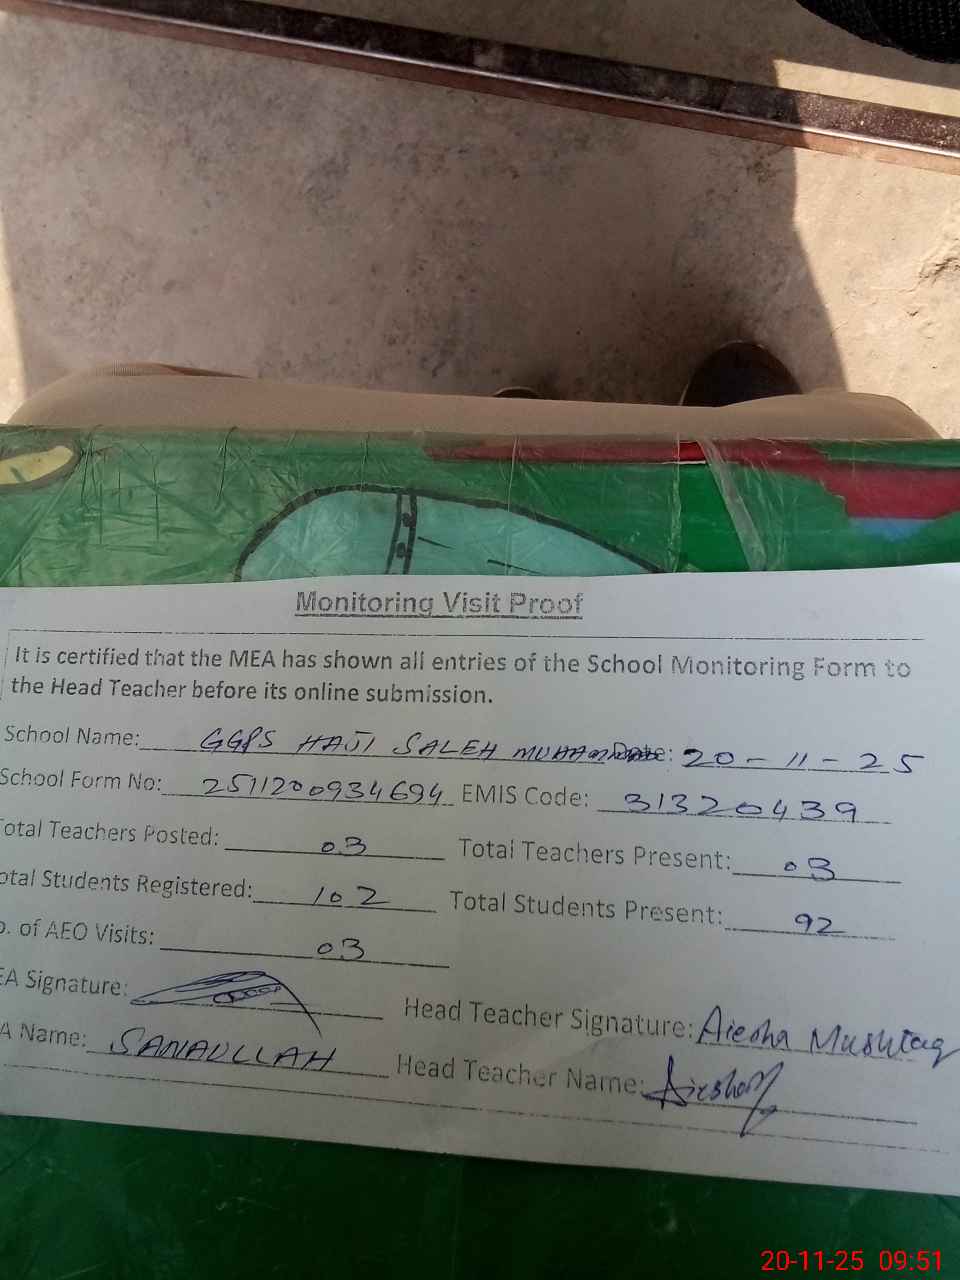 Monitoring Visit Proof
It is certified that the MEA has shown all entries of the School Monitoring Form to
the Head Teacher before its online submission.
School Name: GGPS HAJI SALEH Date: 20-11-25
School Form No: 2511200934694 EMIS Code: 31320439
Total Teachers Posted: 03 Total Teachers Present: 03
otal Students Registered: 102 Total Students Present: 92
o. of AEO Visits: 03
EA Signature: Head Teacher Signature: Aiesha Mushtaq
A Name: SANAULLAH Head Teacher Name:
20-11-25 09:51